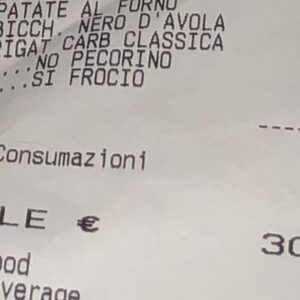 PATATE AL FORNO
BICCH. NERO D'AVOLA
RIGAT CARB CLASSICA
...NO PECORINO
...SI FROCIO
Consumazioni
LE €
30
ood
verage